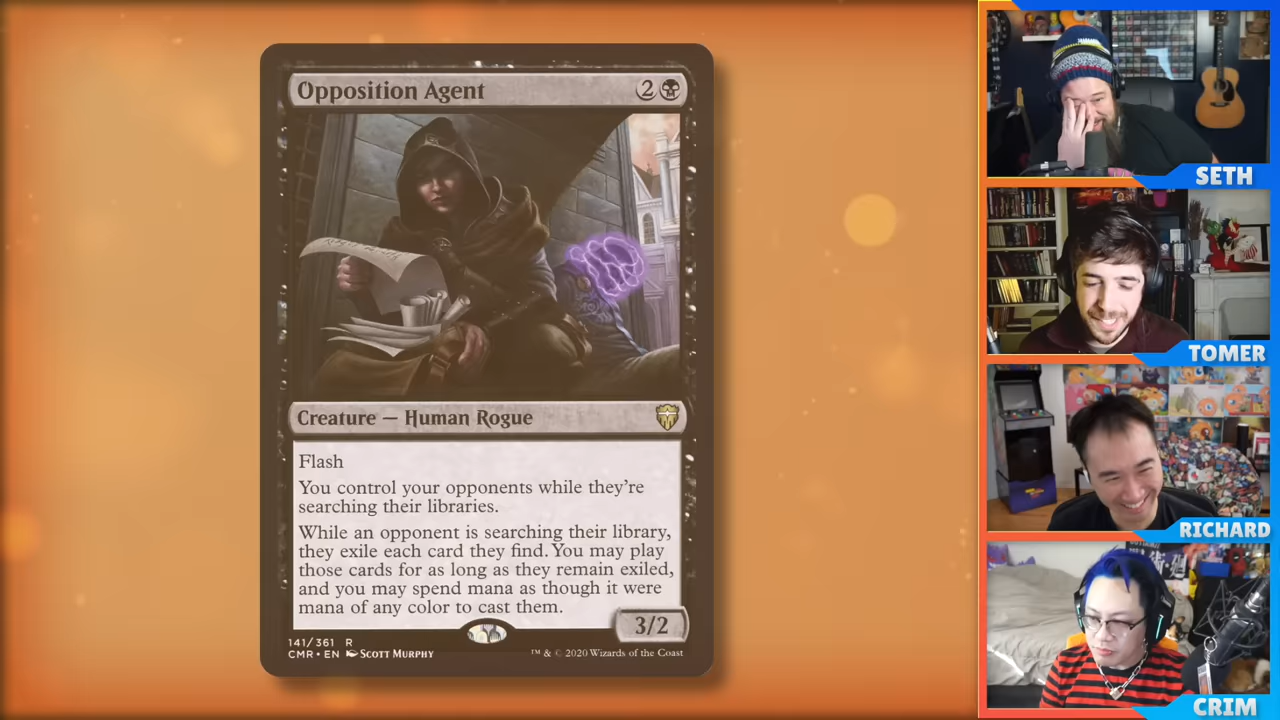 Opposition Agent 2
Creature — Human Rogue
Flash
You control your opponents while they're
searching their libraries.
While an opponent is searching their library,
they exile each card they find. You may play
those cards for as long as they remain exiled,
and you may spend mana as though it were
mana of any color to cast them.
3/2
141/361 R
CMR • EN Scott Murphy
™ & © 2020 Wizards of the Coast
SETH
TOMER
RICHARD
CRIM